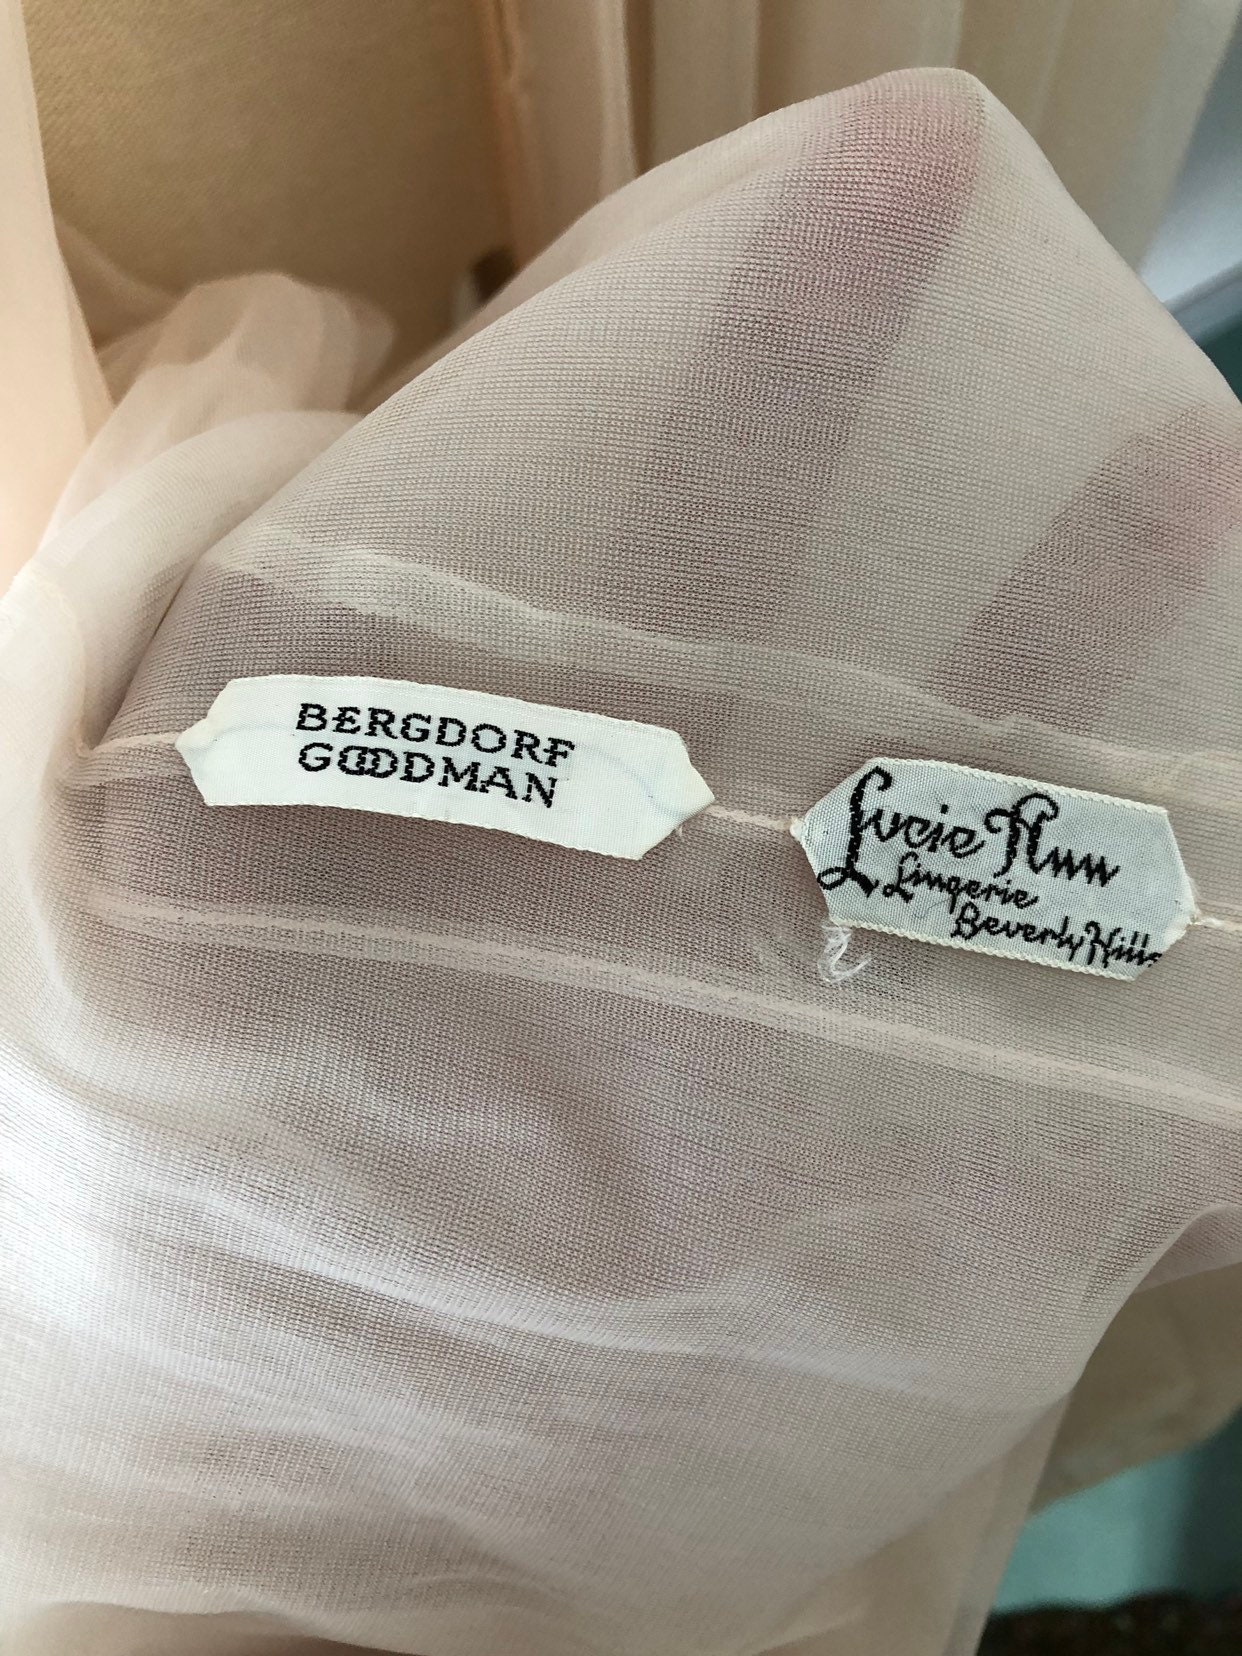 BERGDORF
GOODMAN
Lucie Ann
Lingerie
Beverly Hills